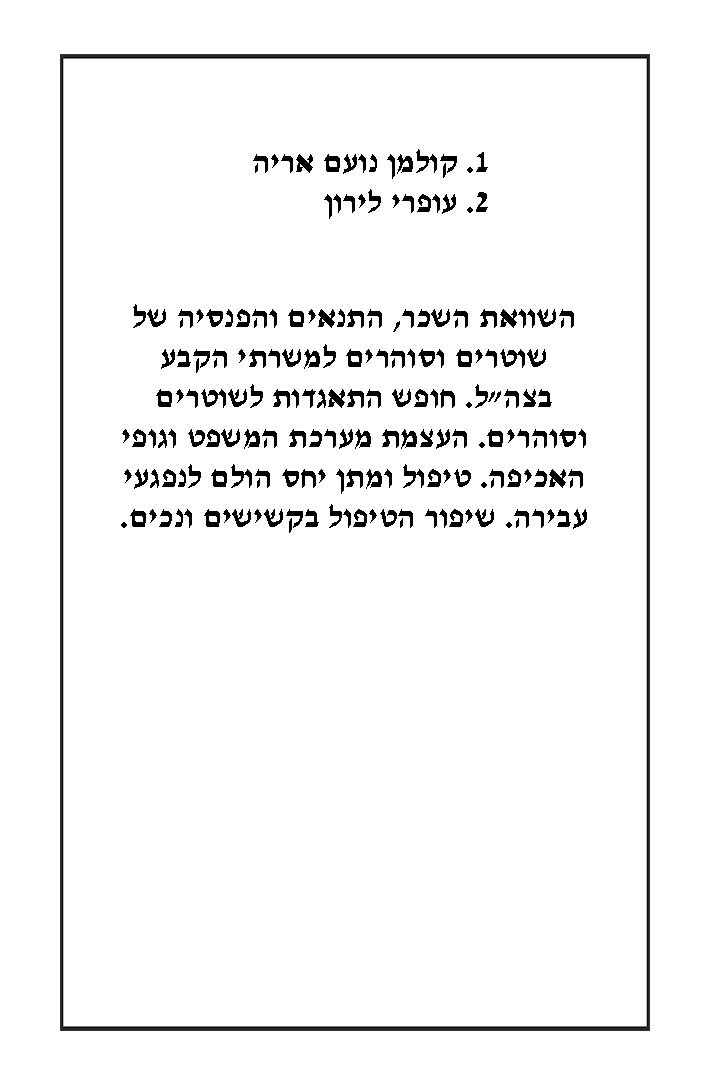 1. קולמן נועם אריה
2. עופרי לירון
השוואת השכר, התנאים והפנסיה של
שוטרים וסוהרים למשרתי הקבע
בצה״ל. חופש התאגדות לשוטרים
וסוהרים. העצמת מערכת המשפט וגופי
האכיפה. טיפול ומתן יחס הולם לנפגעי
עבירה. שיפור הטיפול בקשישים ונכים.